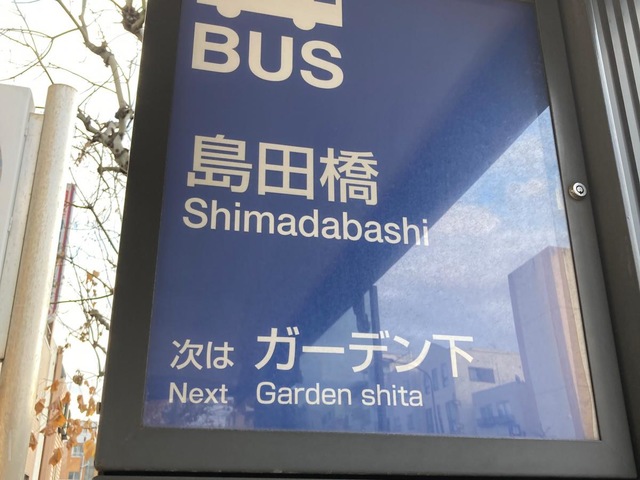 BUS
島田橋
Shimadabashi
次は ガーデン下
Next Garden shita